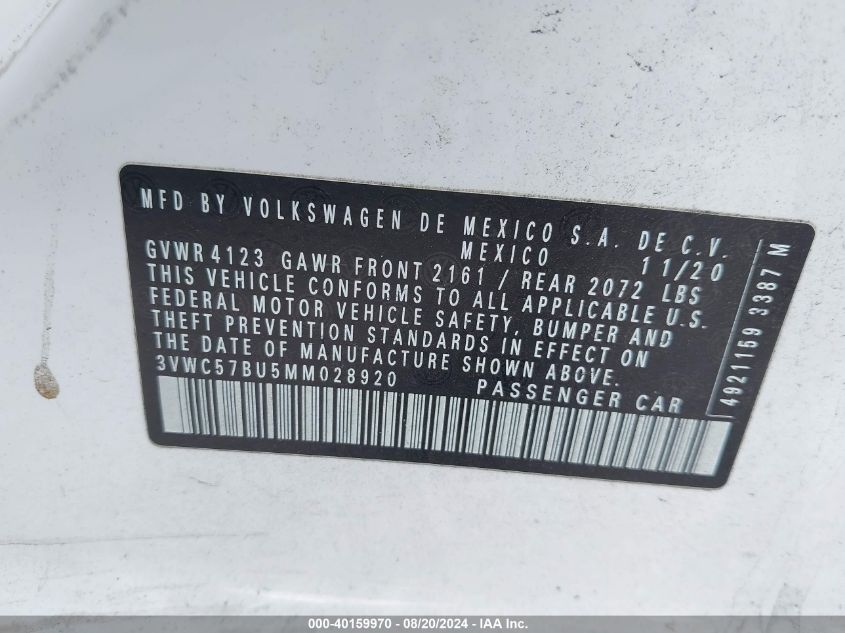 MFD BY VOLKSWAGEN DE MEXICO S.A. DE C.V.
MEXICO 11/20
GVWR 4123 GAWR FRONT 2161 / REAR 2072 LBS
THIS VEHICLE CONFORMS TO ALL APPLICABLE U.S.
FEDERAL MOTOR VEHICLE SAFETY, BUMPER AND
THEFT PREVENTION STANDARDS IN EFFECT ON
THE DATE OF MANUFACTURE SHOWN ABOVE.
3VWC57BU5MM028920 PASSENGER CAR
4921159 3387 M
000-40159970 - 08/20/2024 - IAA Inc.